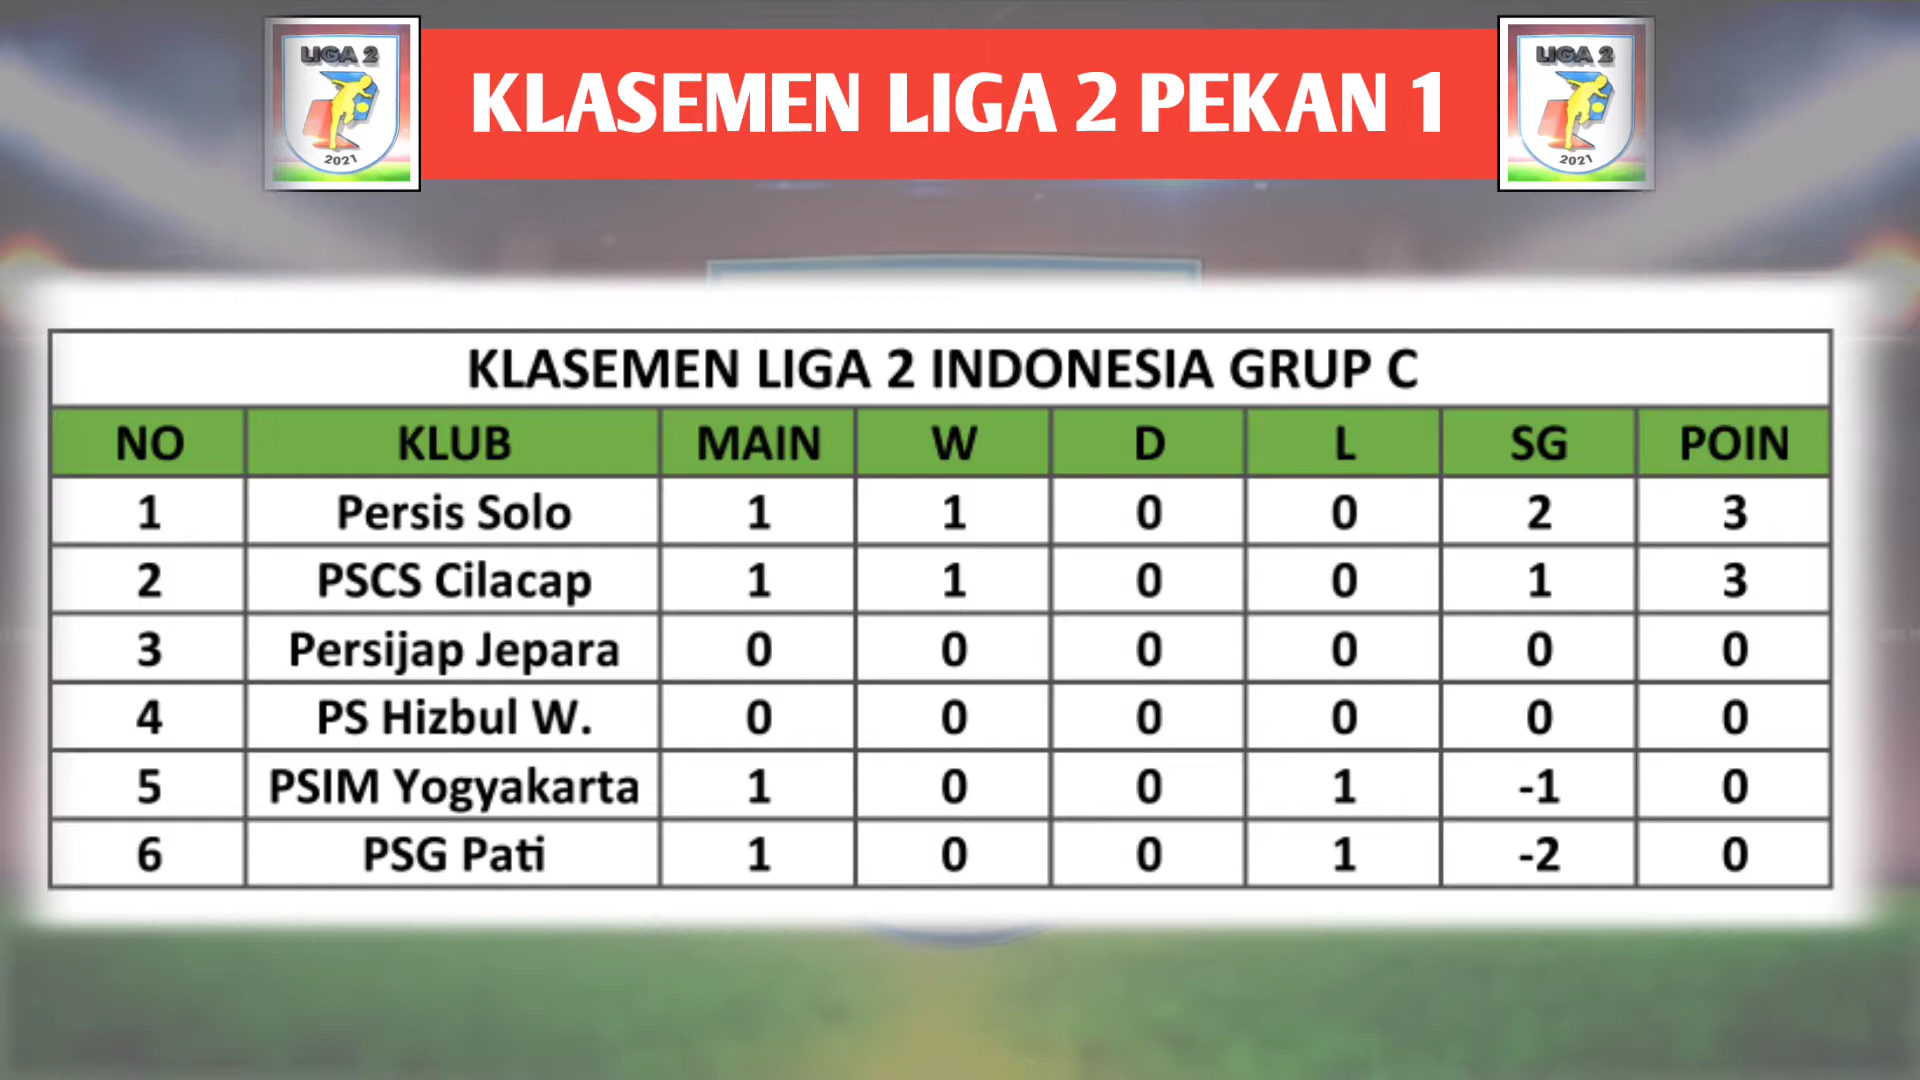 LIGA 2
2021
KLASEMEN LIGA 2 PEKAN 1
LIGA 2
2021
KLASEMEN LIGA 2 INDONESIA GRUP C
NO KLUB MAIN W D L SG POIN
1 Persis Solo 1 1 0 0 2 3
2 PSCS Cilacap 1 1 0 0 1 3
3 Persijap Jepara 0 0 0 0 0 0
4 PS Hizbul W. 0 0 0 0 0 0
5 PSIM Yogyakarta 1 0 0 1 -1 0
6 PSG Pati 1 0 0 1 -2 0